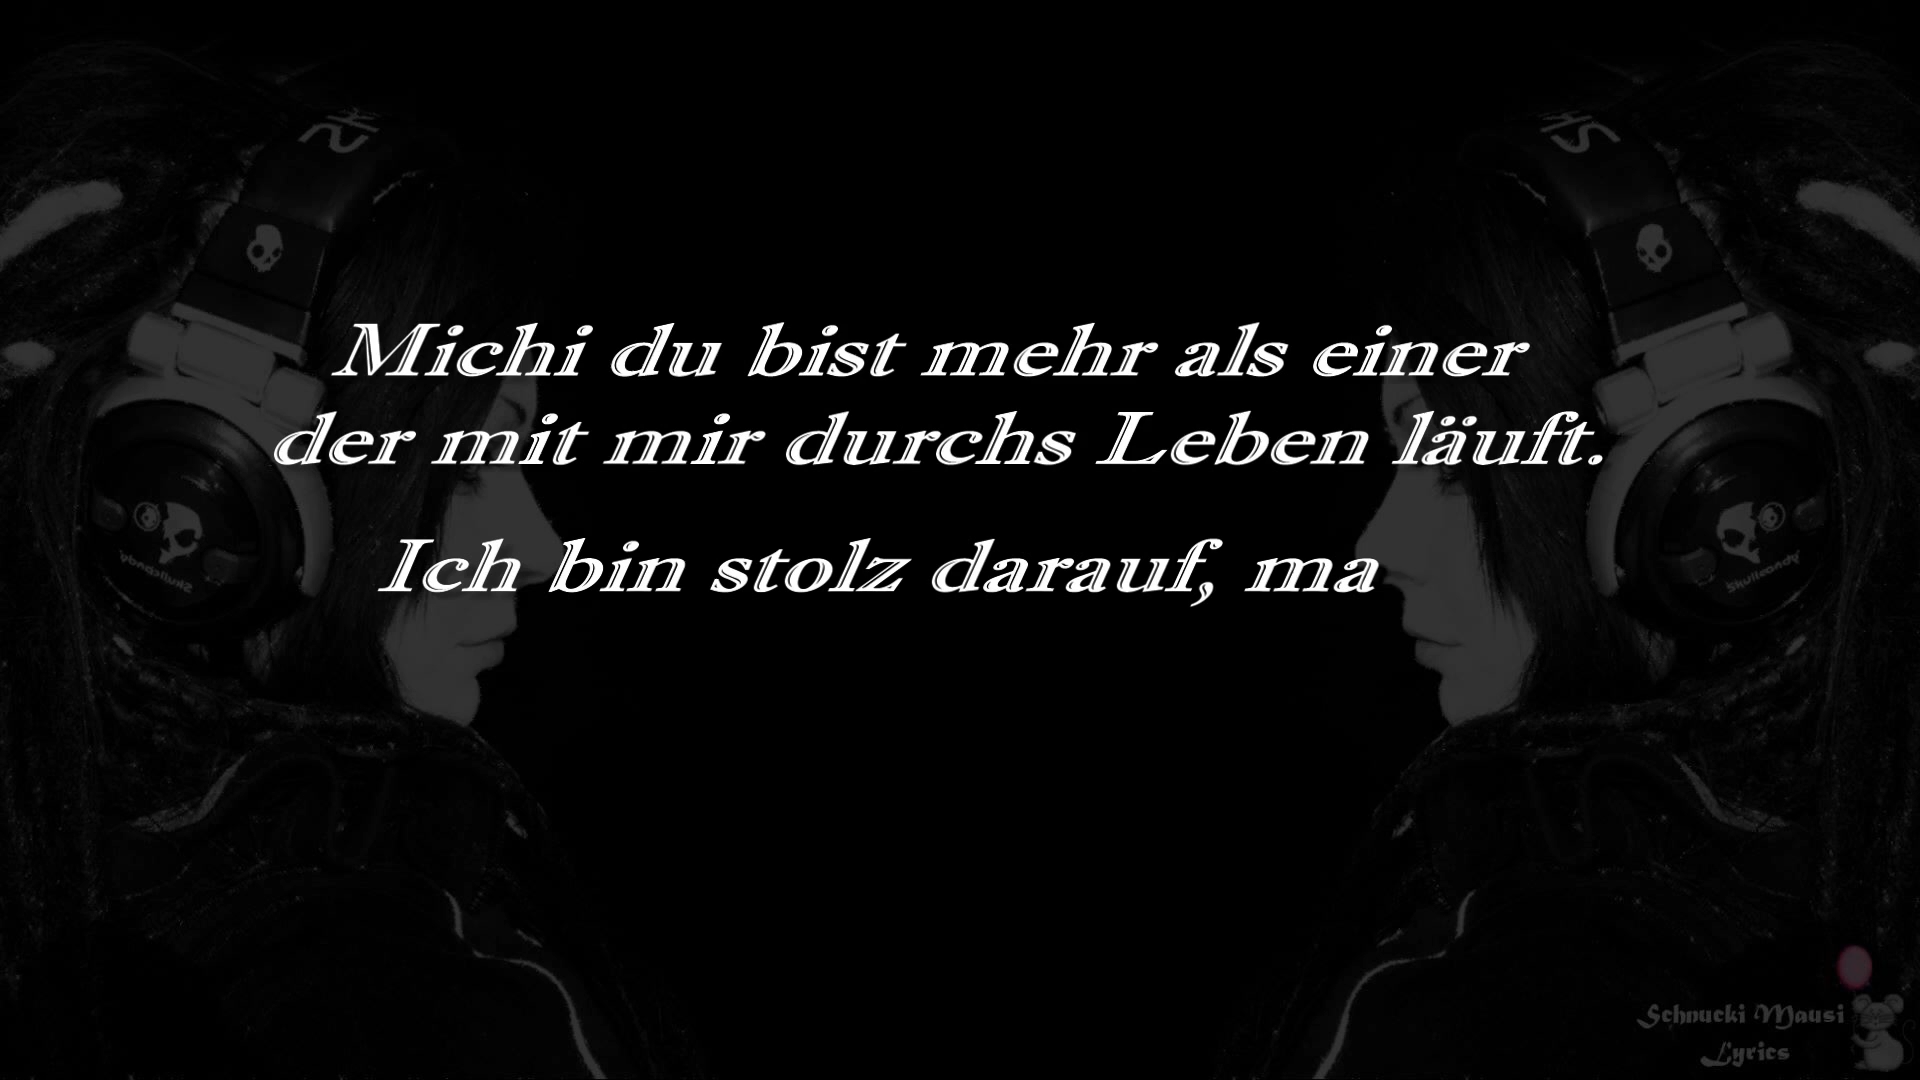 Michi du bist mehr als einer
der mit mir durchs Leben läuft.
Ich bin stolz darauf, ma
Skullcandy
Schnucki Mausi
Lyrics